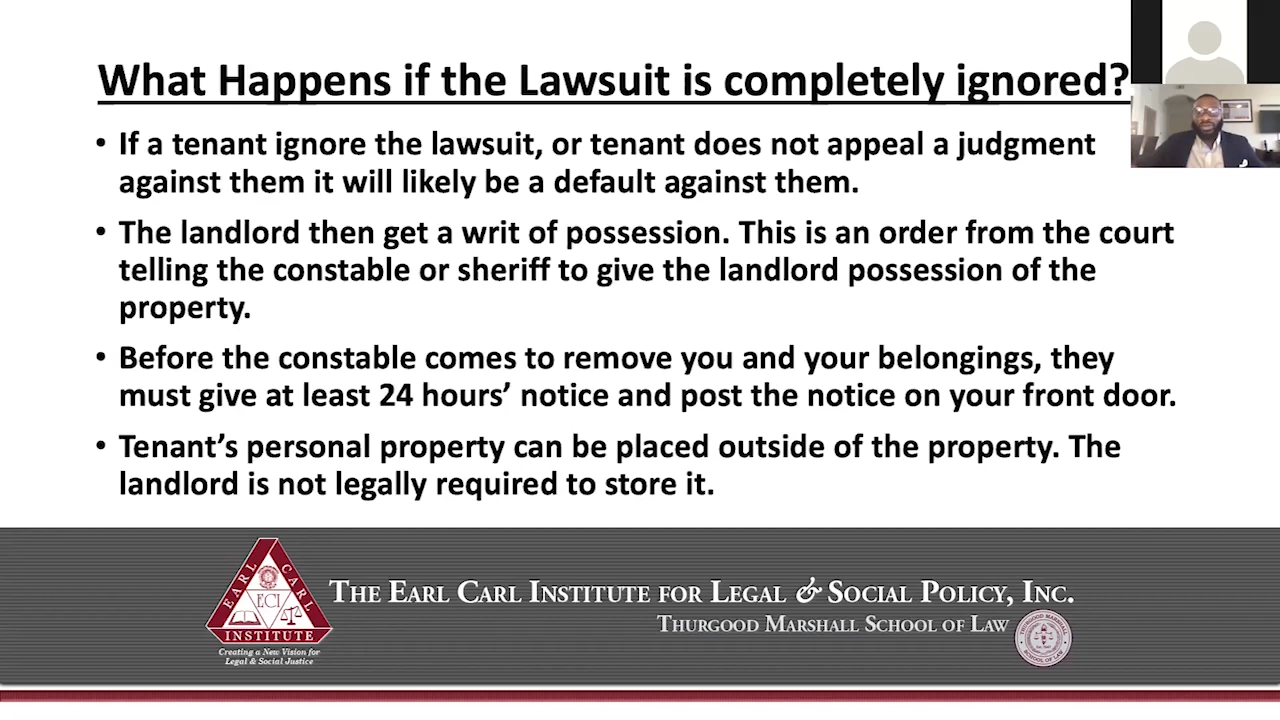 What Happens if the Lawsuit is completely ignored?
• If a tenant ignore the lawsuit, or tenant does not appeal a judgment
against them it will likely be a default against them.
• The landlord then get a writ of possession. This is an order from the court
telling the constable or sheriff to give the landlord possession of the
property.
• Before the constable comes to remove you and your belongings, they
must give at least 24 hours’ notice and post the notice on your front door.
• Tenant’s personal property can be placed outside of the property. The
landlord is not legally required to store it.
EARL CARL
ECI
INSTITUTE
Creating a New Vision for
Legal & Social Justice
THE EARL CARL INSTITUTE FOR LEGAL & SOCIAL POLICY, INC.
THURGOOD MARSHALL SCHOOL OF LAW
THURGOOD MARSHALL
SCHOOL OF LAW